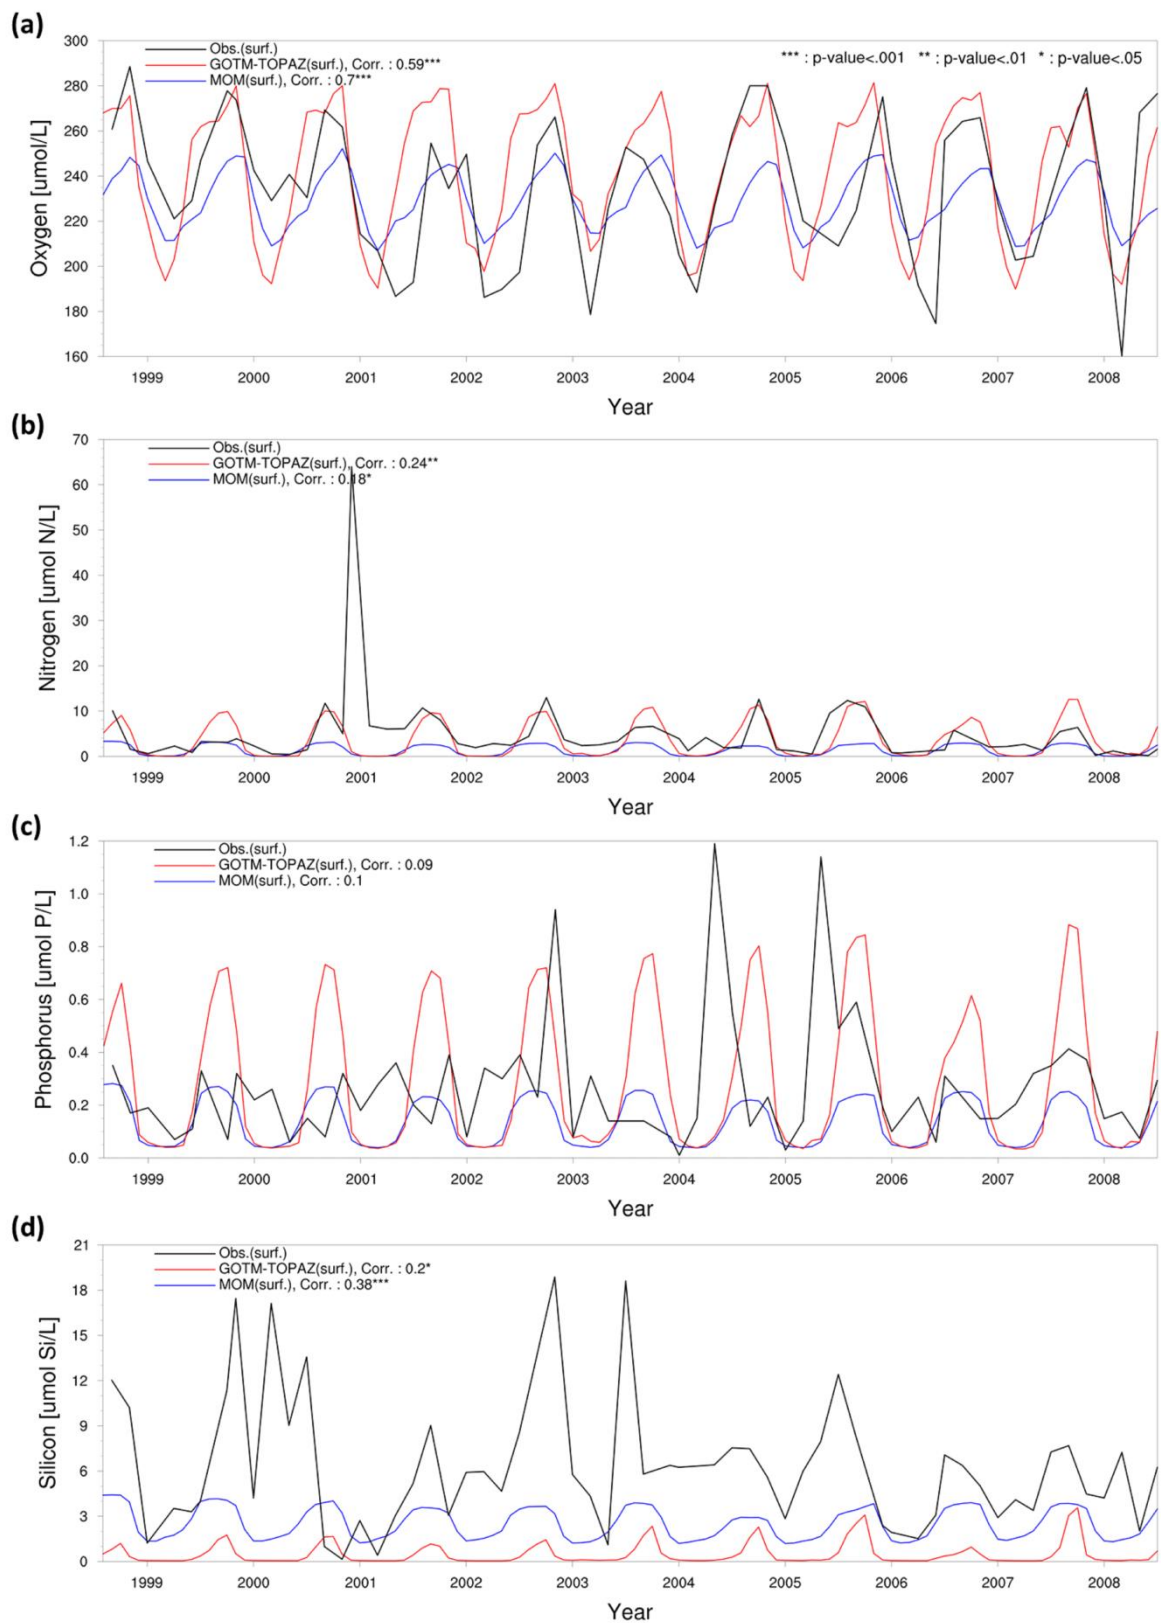 (a)
Obs.(surf.)
GOTM-TOPAZ(surf.), Corr. : 0.59***
MOM(surf.), Corr. : 0.7***
*** : p-value<.001 ** : p-value<.01 * : p-value<.05
Oxygen [umol/L]
300
280
260
240
220
200
180
160
1999 2000 2001 2002 2003 2004 2005 2006 2007 2008
Year
(b)
Obs.(surf.)
GOTM-TOPAZ(surf.), Corr. : 0.24**
MOM(surf.), Corr. : 0.18*
Nitrogen [umol N/L]
70
60
50
40
30
20
10
0
1999 2000 2001 2002 2003 2004 2005 2006 2007 2008
Year
(c)
Obs.(surf.)
GOTM-TOPAZ(surf.), Corr. : 0.09
MOM(surf.), Corr. : 0.1
Phosphorus [umol P/L]
1.2
1.0
0.8
0.6
0.4
0.2
0.0
1999 2000 2001 2002 2003 2004 2005 2006 2007 2008
Year
(d)
Obs.(surf.)
GOTM-TOPAZ(surf.), Corr. : 0.2*
MOM(surf.), Corr. : 0.38***
Silicon [umol Si/L]
21
18
15
12
9
6
3
0
1999 2000 2001 2002 2003 2004 2005 2006 2007 2008
Year